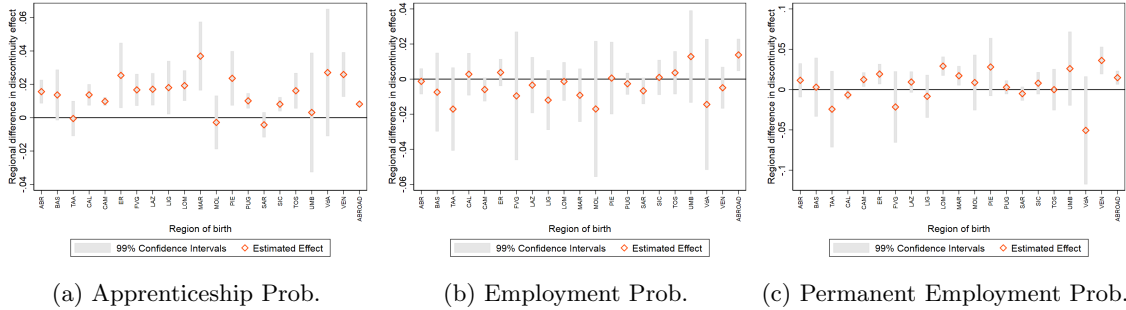 Regional difference in discontinuity effect
.06
.04
.02
0
-.02
-.04
ABR BAS TAA CAL CAM ER FVG LAZ LIG LOM MAR MOL PIE PUG SAR SIC TOS UMB VdA VEN ABROAD
Region of birth
99% Confidence Intervals Estimated Effect
(a) Apprenticeship Prob.
Regional difference in discontinuity effect
.04
.02
0
-.02
-.04
-.06
ABR BAS TAA CAL CAM ER FVG LAZ LIG LOM MAR MOL PIE PUG SAR SIC TOS UMB VdA VEN ABROAD
Region of birth
99% Confidence Intervals Estimated Effect
(b) Employment Prob.
Regional difference in discontinuity effect
.1
.05
0
-.05
-.1
ABR BAS TAA CAL CAM ER FVG LAZ LIG LOM MAR MOL PIE PUG SAR SIC TOS UMB VdA VEN ABROAD
Region of birth
99% Confidence Intervals Estimated Effect
(c) Permanent Employment Prob.